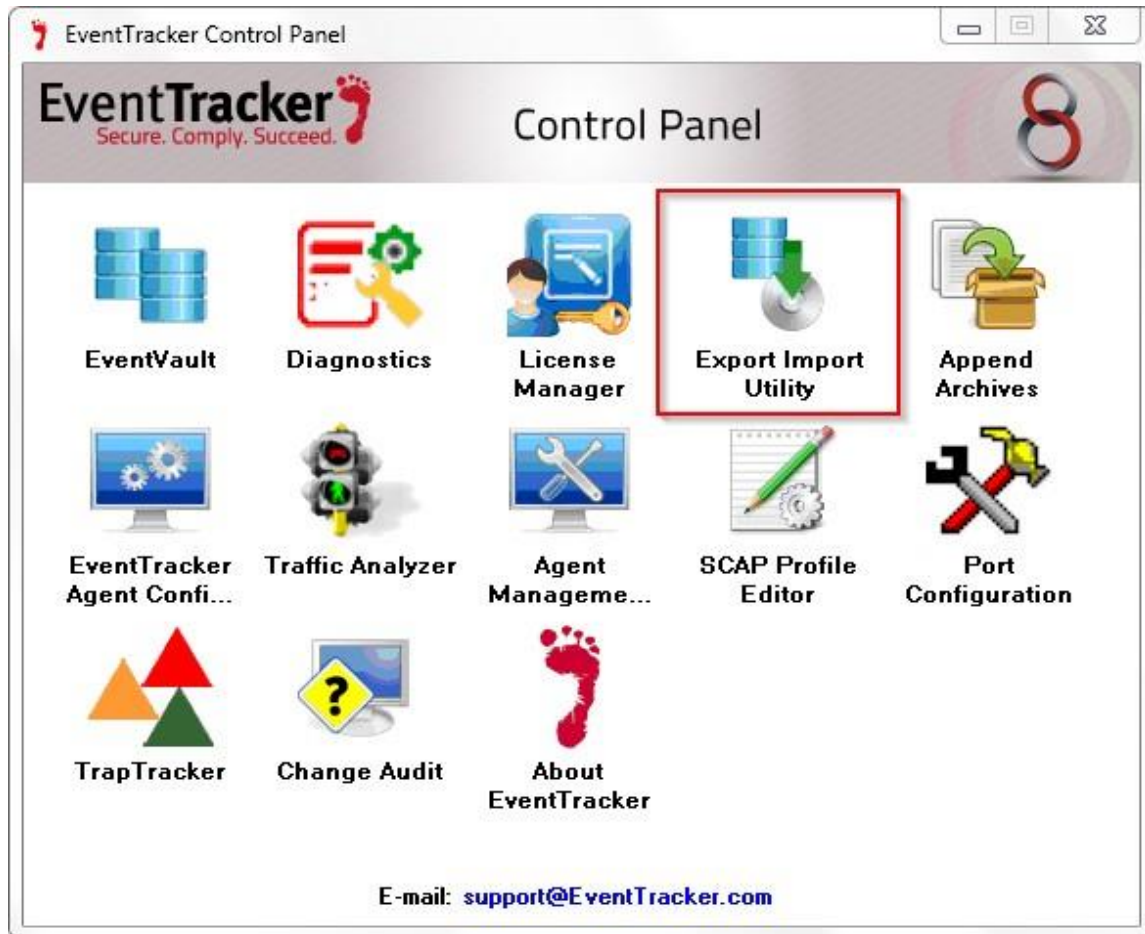 EventTracker Control Panel
EventTracker
Secure. Comply. Succeed.
Control Panel
8
EventVault
Diagnostics
License
Manager
Export Import
Utility
Append
Archives
EventTracker
Agent Confi...
Traffic Analyzer
Agent
Manageme...
SCAP Profile
Editor
Port
Configuration
TrapTracker
Change Audit
?
About
EventTracker
E-mail: support@EventTracker.com